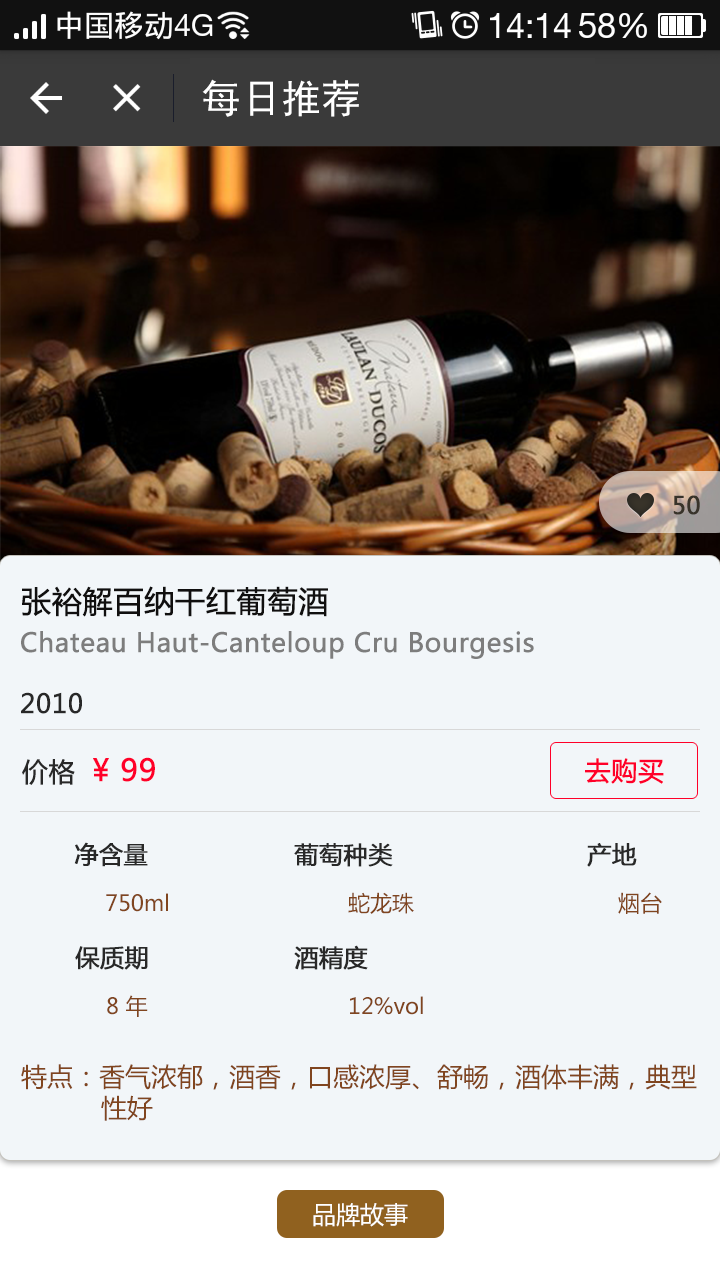 中国移动4G 14:14 58%
每日推荐
Chateau
LAULAN DUCOS
CUVÉE PRESTIGE
MEDOC
50
张裕解百纳干红葡萄酒
Chateau Haut-Canteloup Cru Bourgesis
2010
价格 ¥ 99 去购买
净含量 葡萄种类 产地
750ml 蛇龙珠 烟台
保质期 酒精度
8 年 12%vol
特点：香气浓郁，酒香，口感浓厚、舒畅，酒体丰满，典型
性好
品牌故事